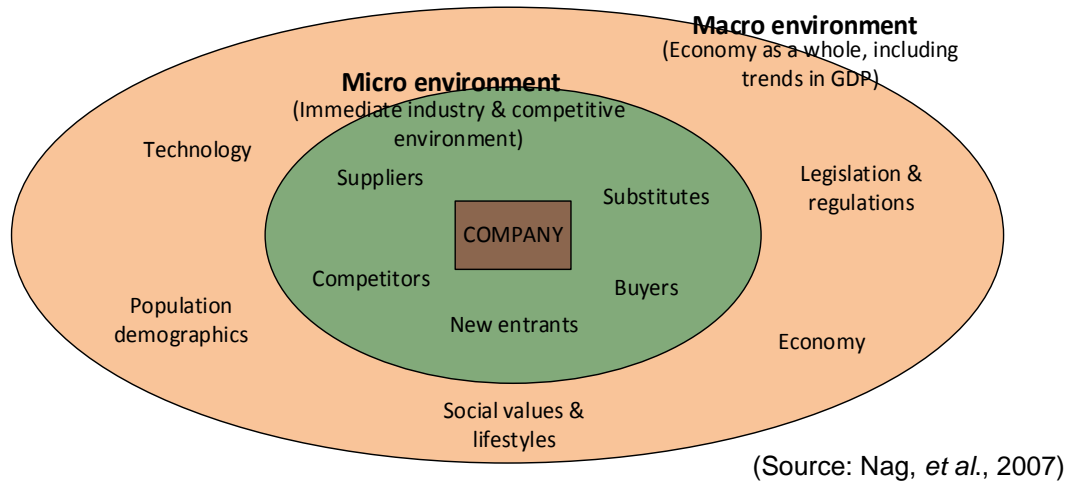 Macro environment
(Economy as a whole, including
trends in GDP)
Micro environment
(Immediate industry & competitive
environment)
Technology
Suppliers
Substitutes
Legislation &
regulations
COMPANY
Competitors
Buyers
Population
demographics
New entrants
Economy
Social values &
lifestyles
(Source: Nag, et al., 2007)